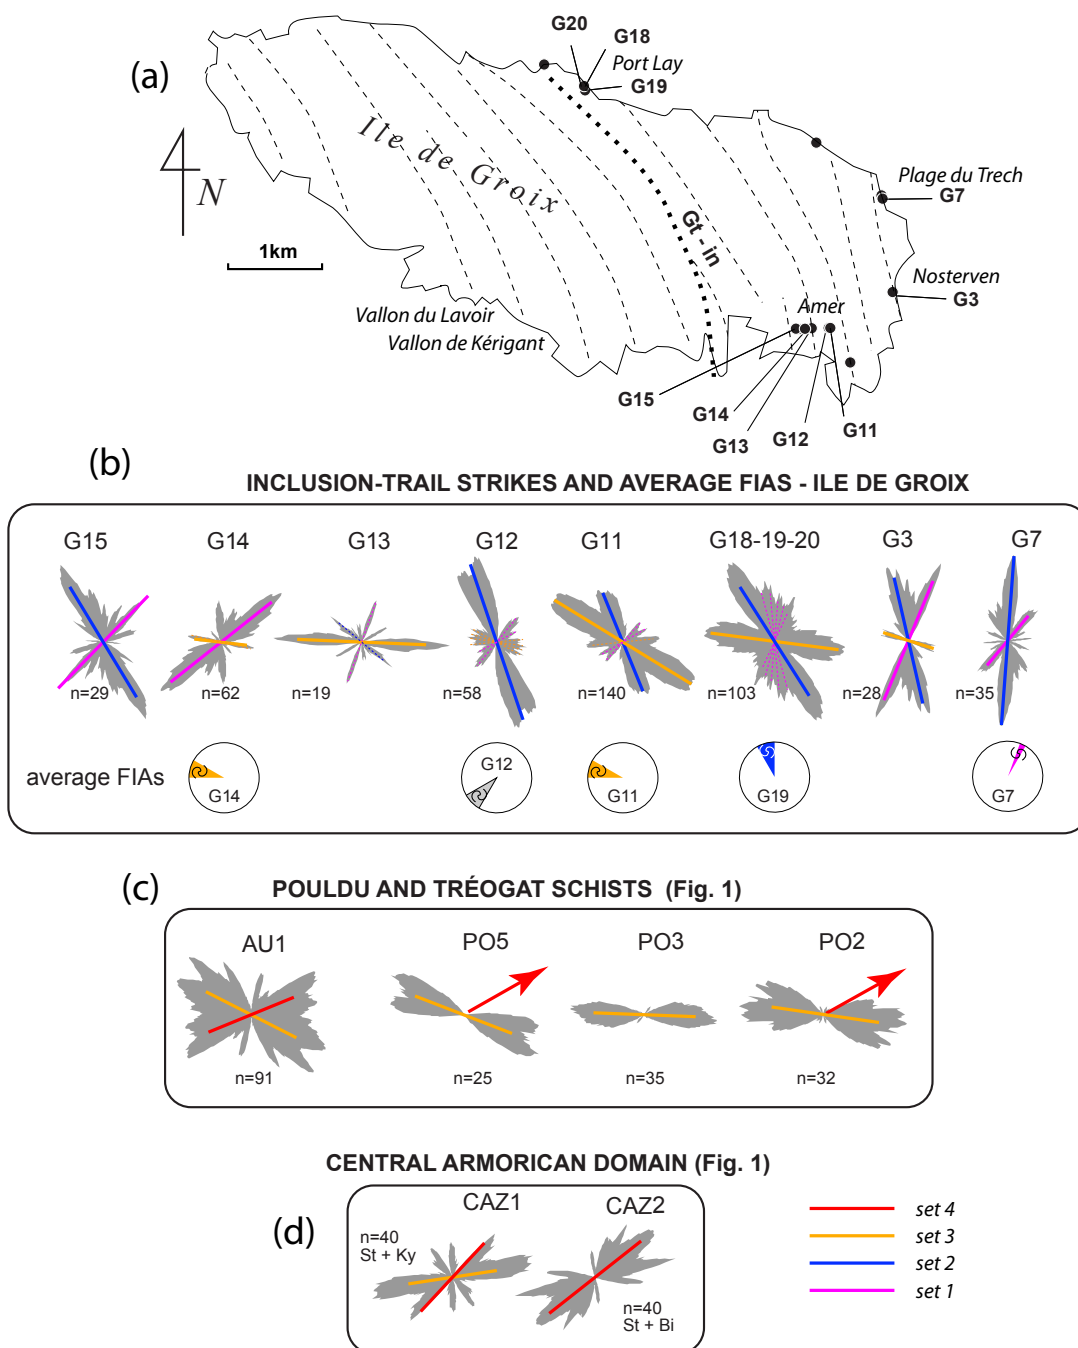 (a)
G20
G18
Port Lay
G19
Ile de Groix
N
1km
Gt - in
Plage du Trech
G7
Nosterven
G3
Amer
Vallon du Lavoir
Vallon de Kérigant
G15
G14
G13
G12
G11
(b)
INCLUSION-TRAIL STRIKES AND AVERAGE FIAS - ILE DE GROIX
G15 G14 G13 G12 G11 G18-19-20 G3 G7
n=29 n=62 n=19 n=58 n=140 n=103 n=28 n=35
average FIAs
G14 G12 G11 G19 G7
(c)
POULDU AND TRÉOGAT SCHISTS (Fig. 1)
AU1 PO5 PO3 PO2
n=91 n=25 n=35 n=32
CENTRAL ARMORICAN DOMAIN (Fig. 1)
(d)
CAZ1 CAZ2
n=40
St + Ky
n=40
St + Bi
set 4
set 3
set 2
set 1